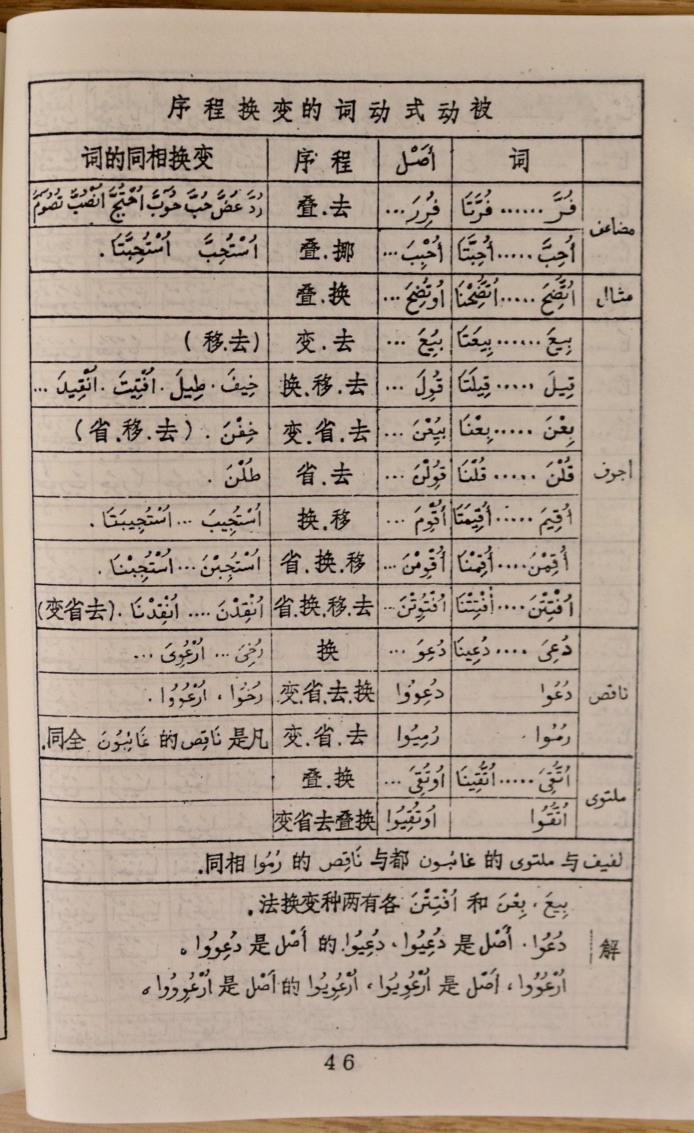 被动式动词的变换程序
词 أَصْل 程序 变换相同的词
مضاعف
فُرَّ ...... فُرَّتَا فُرِرَ ... 去.叠 رُدَّ عُضَّ حُبَّ حُوبَّ اُحْتُجَّ اُنْصُبَّ تُصُومَّ
اُحِبَّ ..... اُحِبَّتَا اُحْبِبَ ... 挪.叠 اُسْتُحِبَّ اُسْتُحِبَّتَا .
مثال
اُتُّضِحَ ..... اُتُّضِحْنَا اُوتُضِحَ ... 换.叠
اجوف
بِيعَ ...... بِيعَتَا بُيِعَ ... 去.变 (去.移)
قِيلَ ..... قِيلَتَا قُوِلَ ... 去.移.换 خِيفَ . طِيلَ . اُفْتِيتَ . اُنْقِيدَ ...
بِعْنَ ..... بِعْنَا بُيِعْنَ ... 去.省.变 خِفْنَ . (去.移.省)
قُلْنَ ..... قُلْنَا قُوِلْنَ ... 去.省 طُلْنَ .
اُقِيمَ ..... اُقِيمَتَا اُقْوِمَ ... 移.换 اُسْتُجِيبَ ... اُسْتُجِيبَتَا .
اُقِمْنَ .... اُقِمْنَا اُقْوِمْنَ ... 移.换.省 اُسْتُجِبْنَ ... اُسْتُجِبْنَا .
اُفْتِتْنَ .... اُفْتِتْنَا اُفْتُوِتْنَ ... 去.移.换.省 اُنْقِدْنَ .... اُنْقِدْنَا . (去省变)
ناقص
دُعِىَ .... دُعِينَا دُعِوَ ... 换 رُخِىَ ... اُرْعُوِىَ ...
دُعُوا دُعِوُوا 换.去.省.变 رُخُوا ، اُرْعُوُوا .
رُمُوا رُمِيُوا 去.省.变 凡是 نَاقِص 的 غَائِبُونَ 全同.
ملتوى
اُتُّقِىَ ...... اُتُّقِينَا اُوتُقِىَ ... 换.叠
اُتُّقُوا اُوتُقِيُوا 换叠去省变
لفيف 与 ملتوى 的 غائبون 都与 نَاقِص 的 رُمُوا 相同.
解
بِيعَ ، بِعْنَ 和 اُفْتِتْنَ 各有两种变换法.
دُعُوا . أَصْل 是 دُعِيُوا ، دُعِيُوا 的 أَصْل 是 دُعِوُوا 。
اُرْعُوُوا ، أَصْل 是 اُرْعُوِيُوا ، اُرْعُوِيُوا 的 أَصْل 是 اُرْعُوِوُوا 。
46